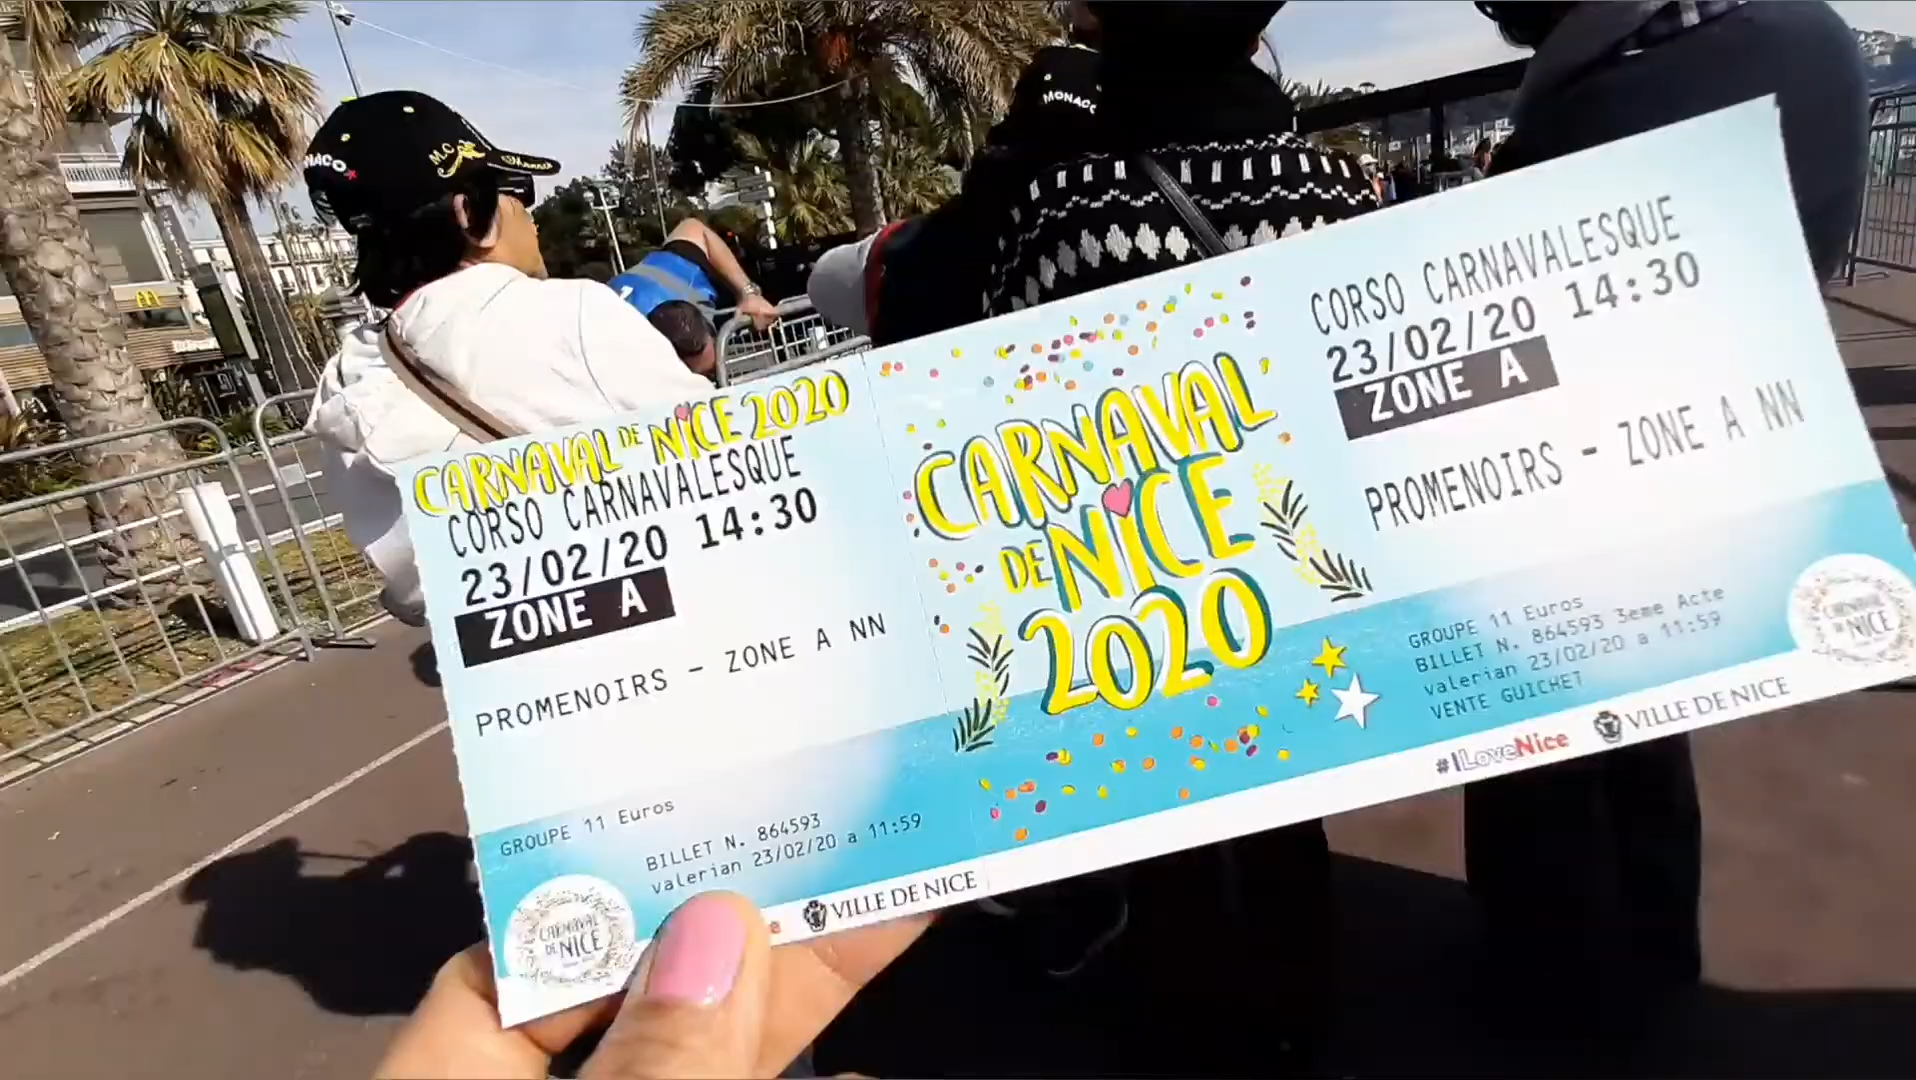 MONACO
NACO
M.C
CARNAVAL DE NICE 2020
CORSO CARNAVALESQUE
23/02/20 14:30
ZONE A
PROMENOIRS - ZONE A NN
GROUPE 11 Euros
BILLET N. 864593
valerian 23/02/20 a 11:59
CARNAVAL
DE NICE
VILLE DE NICE
CARNAVAL
DE NICE
2020
CORSO CARNAVALESQUE
23/02/20 14:30
ZONE A
PROMENOIRS - ZONE A NN
GROUPE 11 Euros
BILLET N. 864593 3eme Acte
valerian 23/02/20 a 11:59
VENTE GUICHET
CARNAVAL
DE NICE
#ILoveNice
VILLE DE NICE